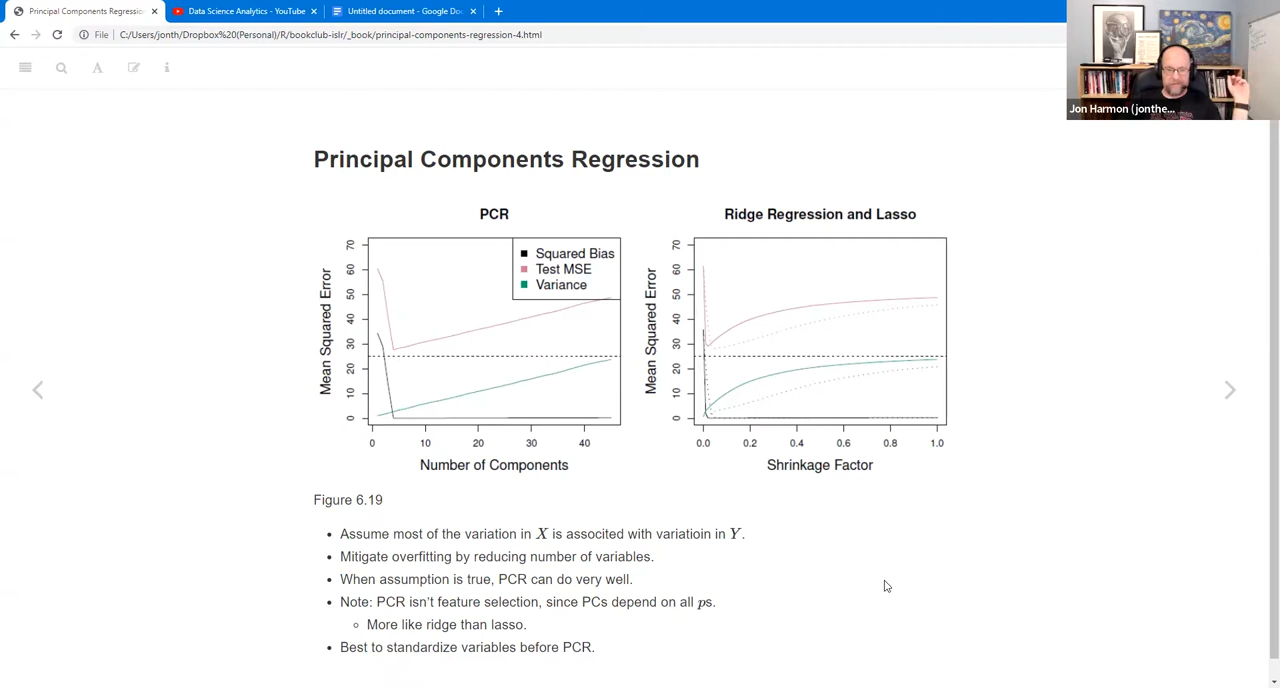 Principal Components Regressio
Data Science Analytics - YouTube
Untitled document - Google Do
File
C:/Users/jonth/Dropbox%20(Personal)/R/bookclub-islr/_book/principal-components-regression-4.html
Jon Harmon (jonthe...
Principal Components Regression
PCR
Ridge Regression and Lasso
Squared Bias
Test MSE
Variance
Mean Squared Error
0 10 20 30 40 50 60 70
0 10 20 30 40
Number of Components
Mean Squared Error
0 10 20 30 40 50 60 70
0.0 0.2 0.4 0.6 0.8 1.0
Shrinkage Factor
Figure 6.19
• Assume most of the variation in X is associted with variatioin in Y.
• Mitigate overfitting by reducing number of variables.
• When assumption is true, PCR can do very well.
• Note: PCR isn't feature selection, since PCs depend on all ps.
◦ More like ridge than lasso.
• Best to standardize variables before PCR.